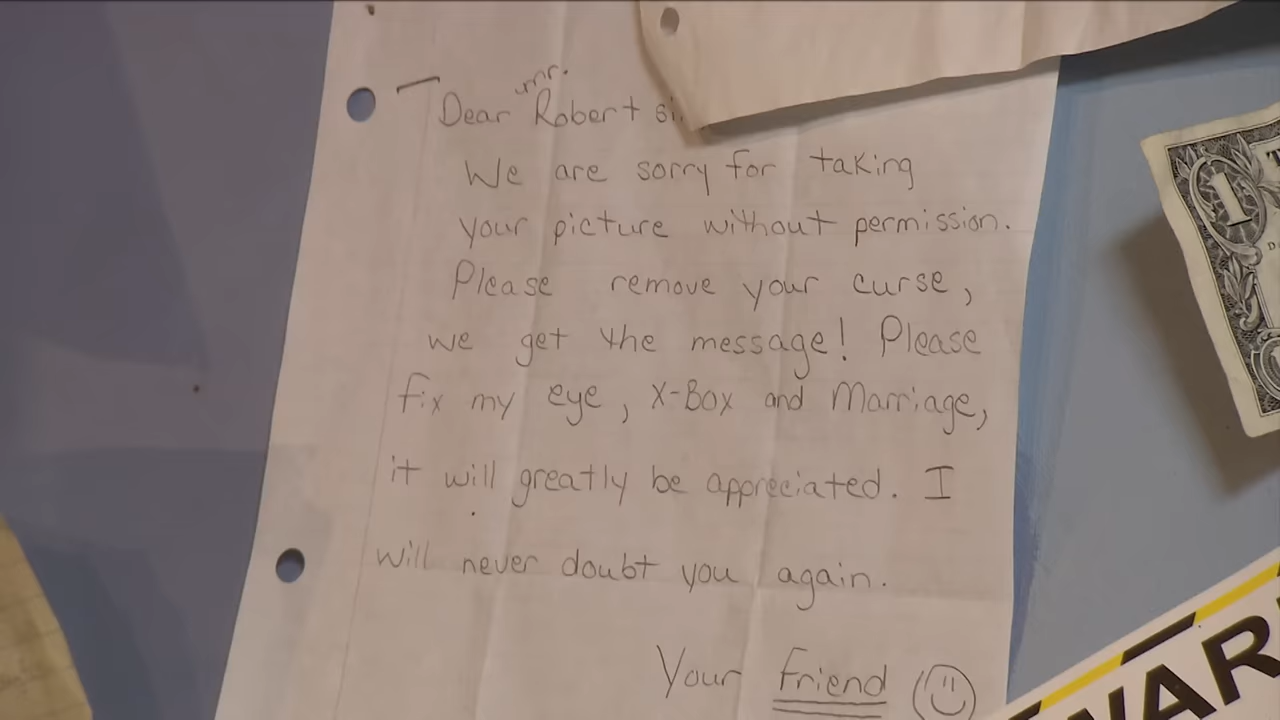 Dear mr. Robert
We are sorry for taking
your picture without permission.
Please remove your curse,
we get the message! Please
fix my eye, X-Box and Marriage,
it will greatly be appreciated. I
will never doubt you again.
Your friend
1